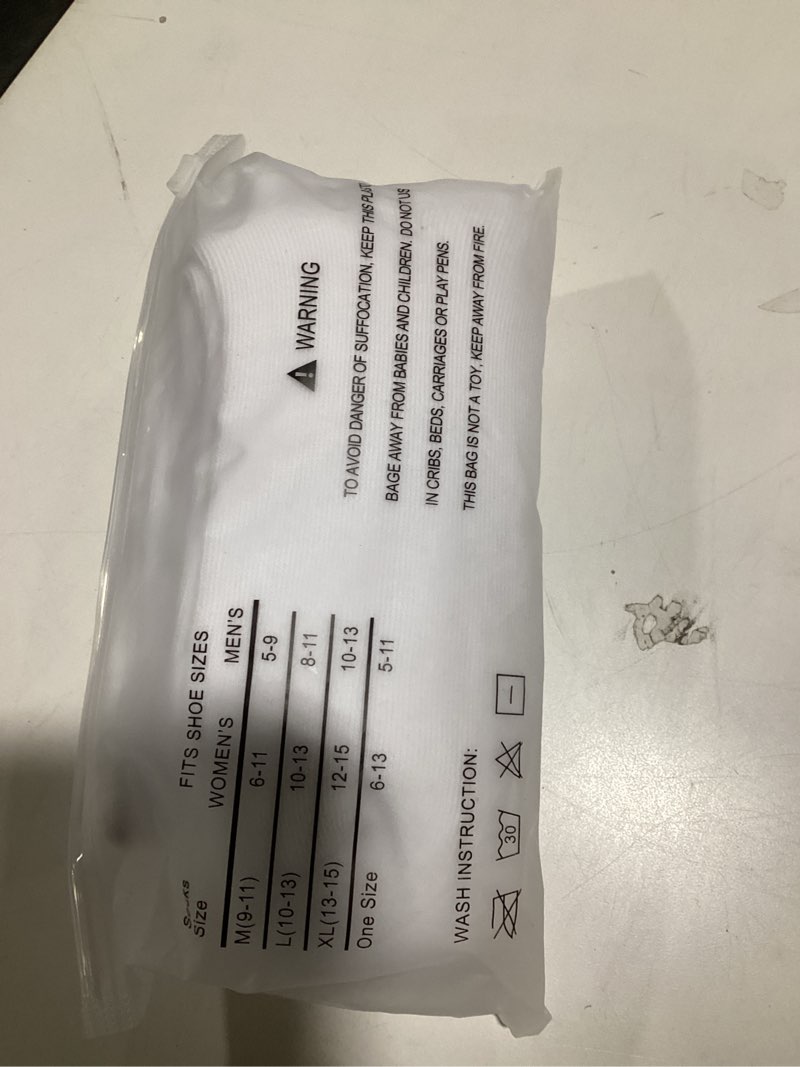 FITS SHOE SIZES
Size WOMEN'S MEN'S
M(9-11) 6-11 5-9
L(10-13) 10-13 8-11
XL(13-15) 12-15 10-13
One Size 6-13 5-11
WASH INSTRUCTION:
30
WARNING
TO AVOID DANGER OF SUFFOCATION, KEEP THIS
BAGE AWAY FROM BABIES AND CHILDREN. DO NOT
IN CRIBS, BEDS, CARRIAGES OR PLAY PENS.
THIS BAG IS NOT A TOY, KEEP AWAY FROM FIRE.